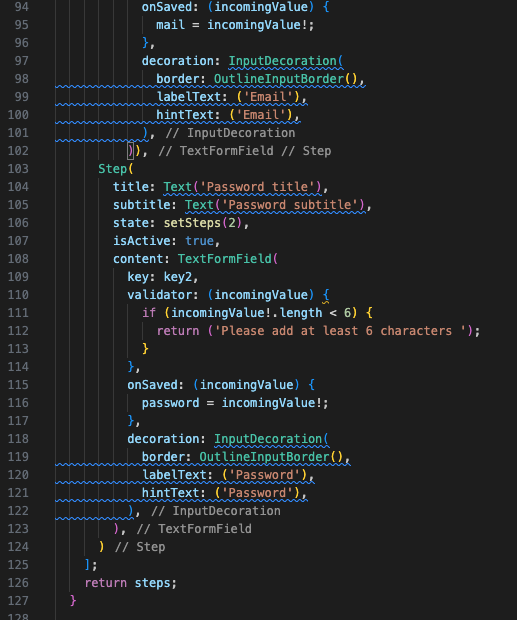 94 onSaved: (incomingValue) {
95 mail = incomingValue!;
96 },
97 decoration: InputDecoration(
98 border: OutlineInputBorder(),
99 labelText: ('Email'),
100 hintText: ('Email'),
101 ), // InputDecoration
102 )), // TextFormField // Step
103 Step(
104 title: Text('Password title'),
105 subtitle: Text('Password subtitle'),
106 state: setSteps(2),
107 isActive: true,
108 content: TextFormField(
109 key: key2,
110 validator: (incomingValue) {
111 if (incomingValue!.length < 6) {
112 return ('Please add at least 6 characters ');
113 }
114 },
115 onSaved: (incomingValue) {
116 password = incomingValue!;
117 },
118 decoration: InputDecoration(
119 border: OutlineInputBorder(),
120 labelText: ('Password'),
121 hintText: ('Password'),
122 ), // InputDecoration
123 ), // TextFormField
124 ) // Step
125 ];
126 return steps;
127 }
128